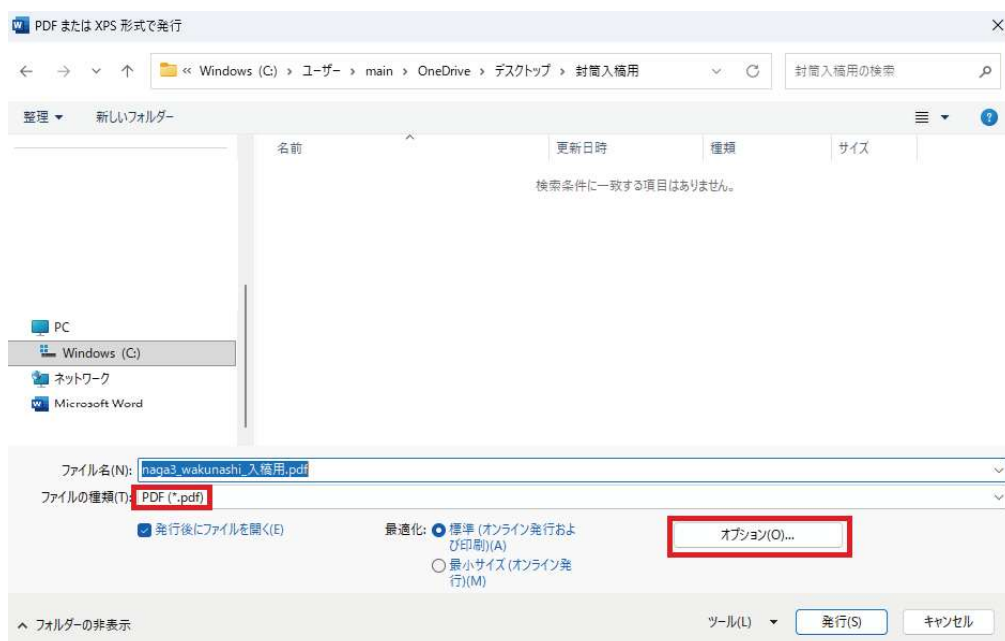 PDF または XPS 形式で発行
« Windows (C:) › ユーザー › main › OneDrive › デスクトップ › 封筒入稿用
封筒入稿用の検索
整理
新しいフォルダー
名前 更新日時 種類 サイズ
検索条件に一致する項目はありません。
PC
Windows (C:)
ネットワーク
Microsoft Word
ファイル名(N): naga3_wakunashi_入稿用.pdf
ファイルの種類(T): PDF (*.pdf)
発行後にファイルを開く(E)
最適化: 標準 (オンライン発行およ
び印刷)(A)
最小サイズ (オンライン発
行)(M)
オプション(O)...
フォルダーの非表示
ツール(L) 発行(S) キャンセル